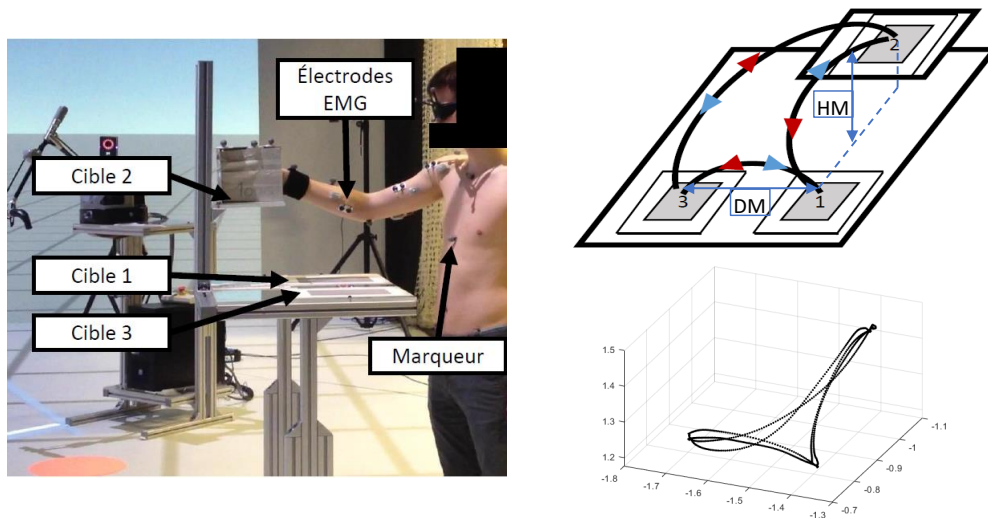 Électrodes
EMG
Cible 2
Cible 1
Cible 3
Marqueur
2
HM
3
DM
1
1.5
1.4
1.3
1.2
-1.8
-1.7
-1.6
-1.5
-1.4
-1.3
-0.7
-0.8
-0.9
-1
-1.1